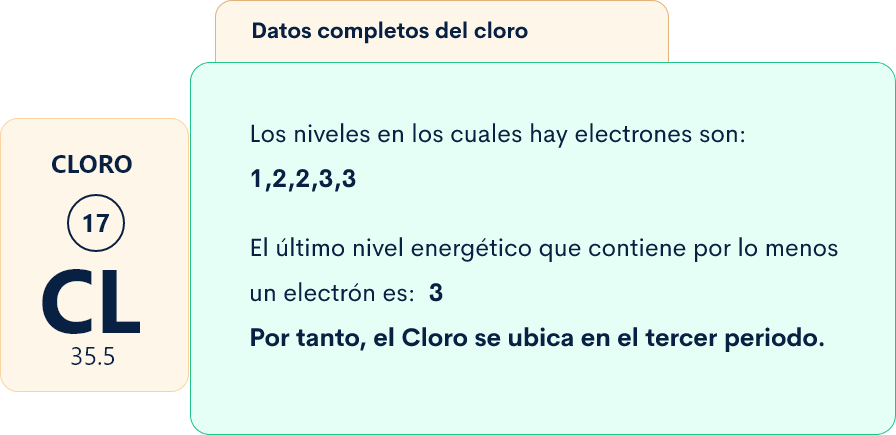 Datos completos del cloro
CLORO
17
CL
35.5
Los niveles en los cuales hay electrones son:
1,2,2,3,3
El último nivel energético que contiene por lo menos
un electrón es: 3
Por tanto, el Cloro se ubica en el tercer periodo.